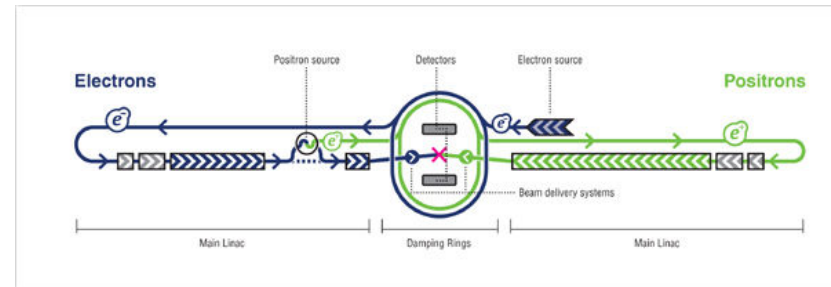 Positron source
Detectors
Electron source
Electrons
Positrons
e⁻
e⁻
e⁺
e⁺
Beam delivery systems
Main Linac
Damping Rings
Main Linac